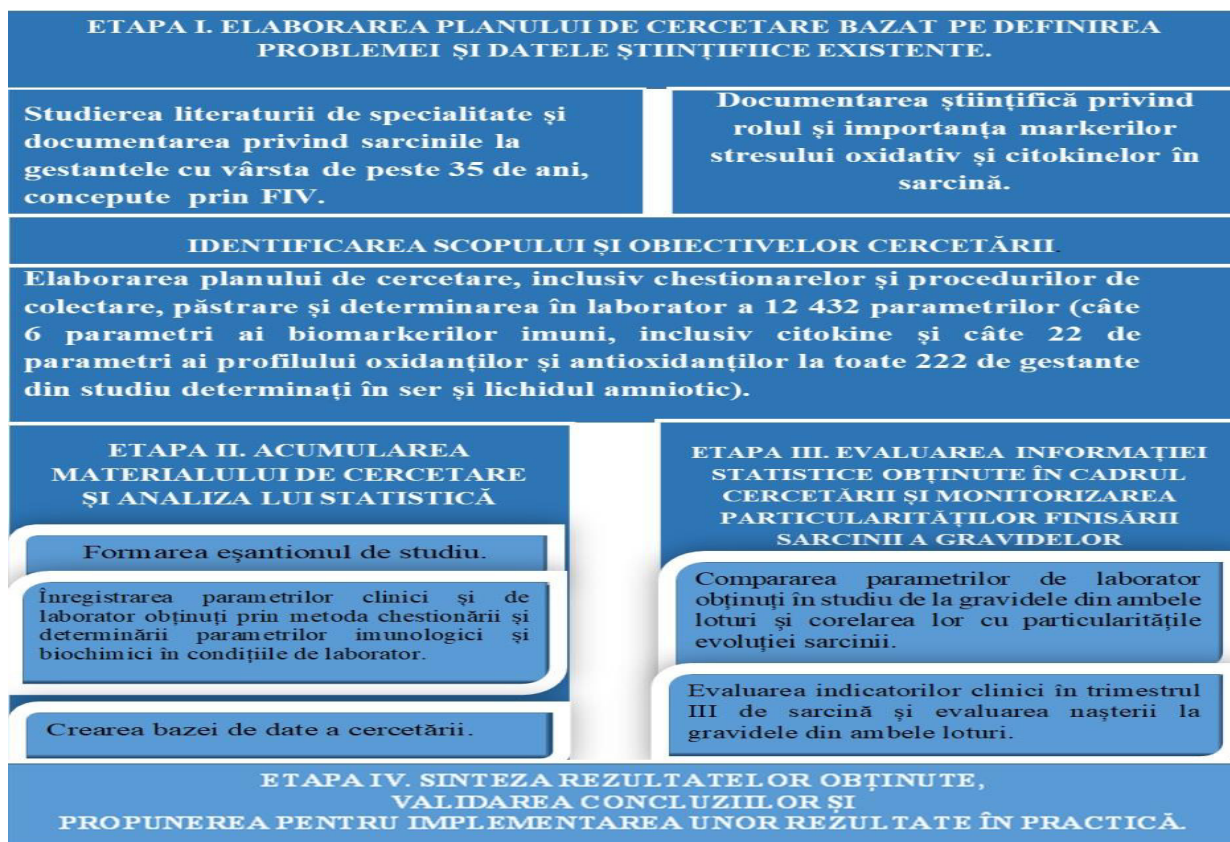 ETAPA I. ELABORAREA PLANULUI DE CERCETARE BAZAT PE DEFINIREA
PROBLEMEI ȘI DATELE ȘTIINȚIFIICE EXISTENTE.
Studierea literaturii de specialitate și
documentarea privind sarcinile la
gestantele cu vârsta de peste 35 de ani,
concepute prin FIV.
Documentarea științifică privind
rolul și importanța markerilor
stresului oxidativ și citokinelor în
sarcină.
IDENTIFICAREA SCOPULUI ȘI OBIECTIVELOR CERCETĂRII.
Elaborarea planului de cercetare, inclusiv chestionarelor și procedurilor de
colectare, păstrare și determinarea în laborator a 12 432 parametrilor (câte
6 parametri ai biomarkerilor imuni, inclusiv citokine și câte 22 de
parametri ai profilului oxidanților și antioxidanților la toate 222 de gestante
din studiu determinați în ser și lichidul amniotic).
ETAPA II. ACUMULAREA
MATERIALULUI DE CERCETARE
ȘI ANALIZA LUI STATISTICĂ
Formarea eșantionul de studiu.
Înregistrarea parametrilor clinici și de
laborator obținuți prin metoda chestionării și
determinării parametrilor imunologici și
biochimici în condițiile de laborator.
Crearea bazei de date a cercetării.
ETAPA III. EVALUAREA INFORMAȚIEI
STATISTICE OBȚINUTE ÎN CADRUL
CERCETĂRII ȘI MONITORIZAREA
PARTICULARITĂȚILOR FINISĂRII
SARCINII A GRAVIDELOR
Compararea parametrilor de laborator
obținuți în studiu de la gravidele din ambele
loturi și corelarea lor cu particularitățile
evoluției sarcinii.
Evaluarea indicatorilor clinici în trimestrul
III de sarcină și evaluarea nașterii la
gravidele din ambele loturi.
ETAPA IV. SINTEZA REZULTATELOR OBȚINUTE,
VALIDAREA CONCLUZIILOR ȘI
PROPUNEREA PENTRU IMPLEMENTAREA UNOR REZULTATE ÎN PRACTICĂ.